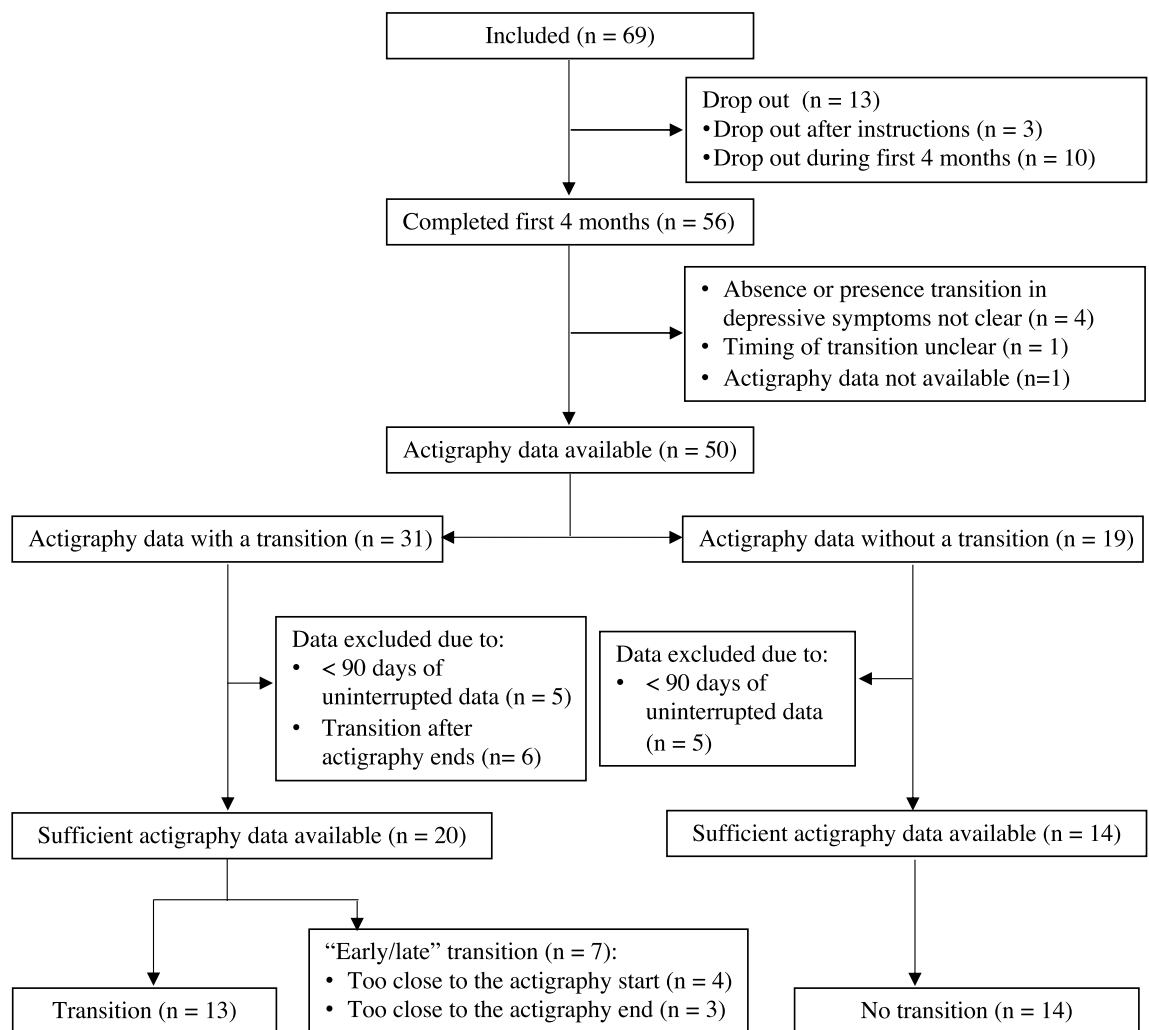 Included (n = 69)
Drop out (n = 13)
•Drop out after instructions (n = 3)
•Drop out during first 4 months (n = 10)
Completed first 4 months (n = 56)
• Absence or presence transition in
depressive symptoms not clear (n = 4)
• Timing of transition unclear (n = 1)
• Actigraphy data not available (n=1)
Actigraphy data available (n = 50)
Actigraphy data with a transition (n = 31)
Actigraphy data without a transition (n = 19)
Data excluded due to:
• < 90 days of
uninterrupted data (n = 5)
• Transition after
actigraphy ends (n= 6)
Data excluded due to:
• < 90 days of
uninterrupted data
(n = 5)
Sufficient actigraphy data available (n = 20)
Sufficient actigraphy data available (n = 14)
“Early/late” transition (n = 7):
• Too close to the actigraphy start (n = 4)
• Too close to the actigraphy end (n = 3)
Transition (n = 13)
No transition (n = 14)